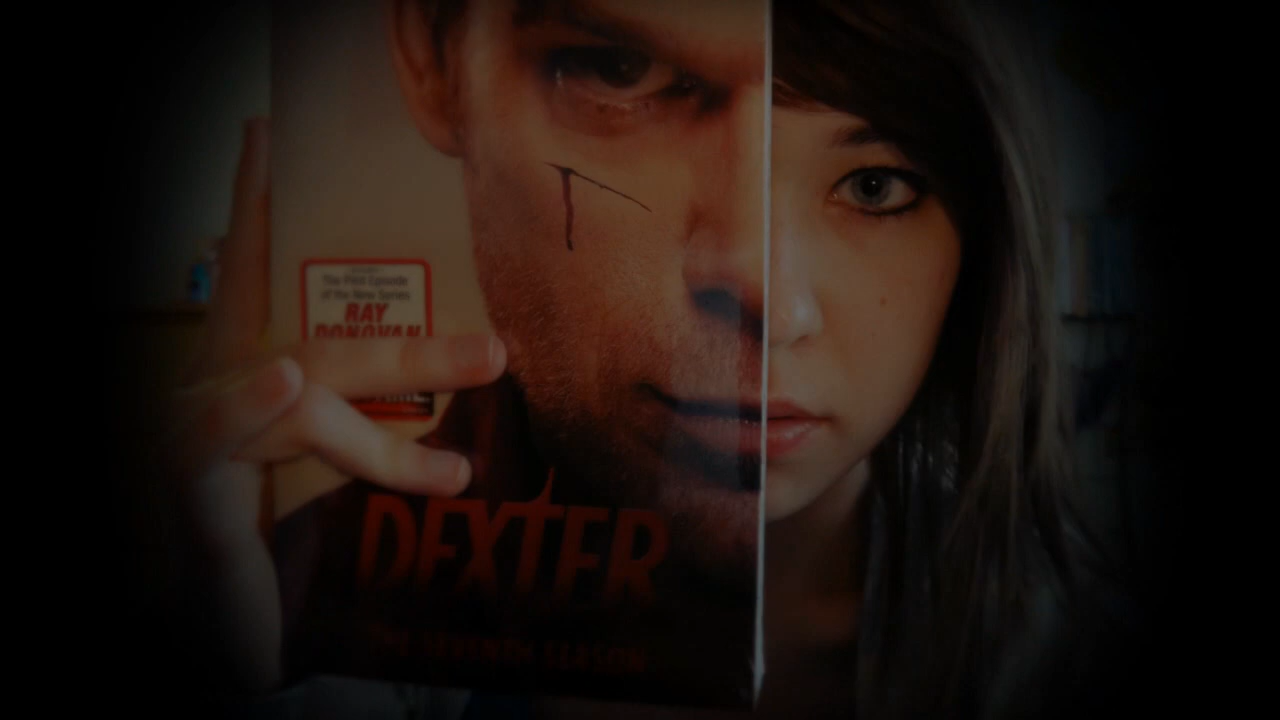 The First Episode
of the New Series
RAY
DONOVAN
DEXTER
THE SEVENTH SEASON